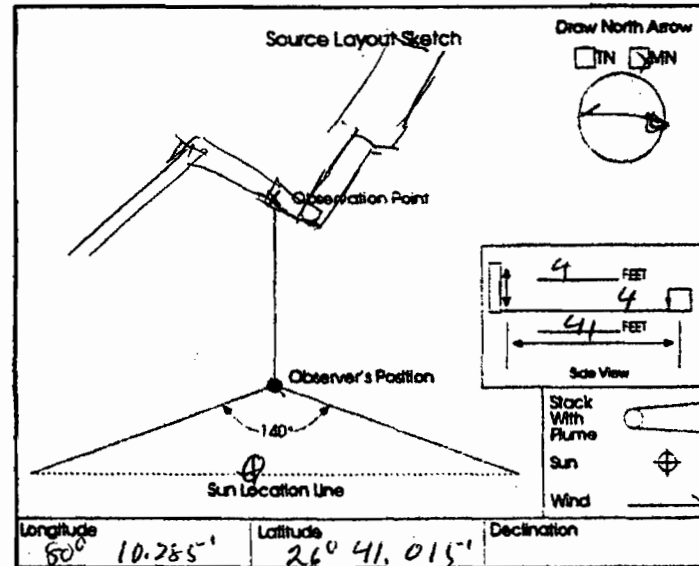 Source Layout Sketch
Draw North Arrow
TN MN
Observation Point
4 FEET
4
41 FEET
Side View
Observer's Position
140°
Sun Location Line
Stack With Plume
Sun
Wind
Longitude Latitude Declination
80° 10.285' 26° 41.015'